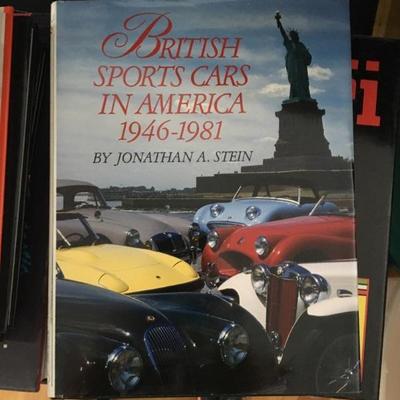 BRITISH
SPORTS CARS
IN AMERICA
1946-1981
BY JONATHAN A. STEIN